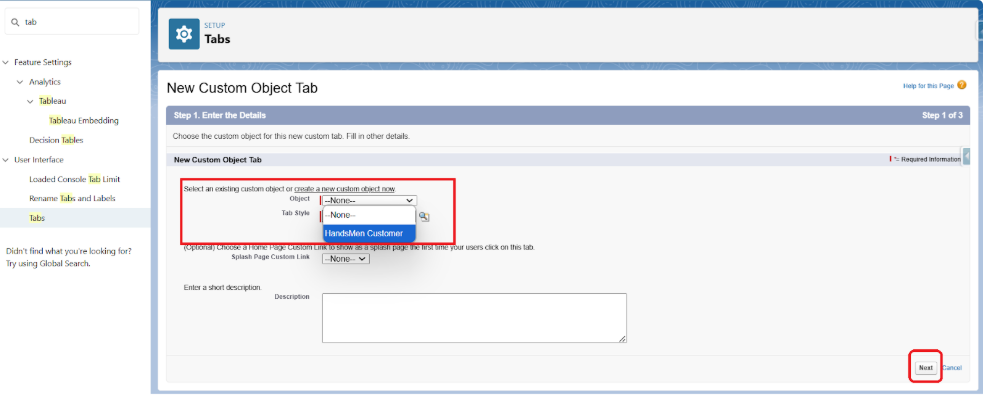 tab
SETUP
Tabs
Feature Settings
Analytics
Tableau
Tableau Embedding
Decision Tables
User Interface
Loaded Console Tab Limit
Rename Tabs and Labels
Tabs
Didn't find what you're looking for?
Try using Global Search.
New Custom Object Tab
Help for this Page
Step 1. Enter the Details
Step 1 of 3
Choose the custom object for this new custom tab. Fill in other details.
New Custom Object Tab
= Required Information
Select an existing custom object or create a new custom object now.
Object
--None--
Tab Style
--None--
HandsMen Customer
(Optional) Choose a Home Page Custom Link to show as a splash page the first time your users click on this tab.
Splash Page Custom Link
--None--
Enter a short description.
Description
Next
Cancel